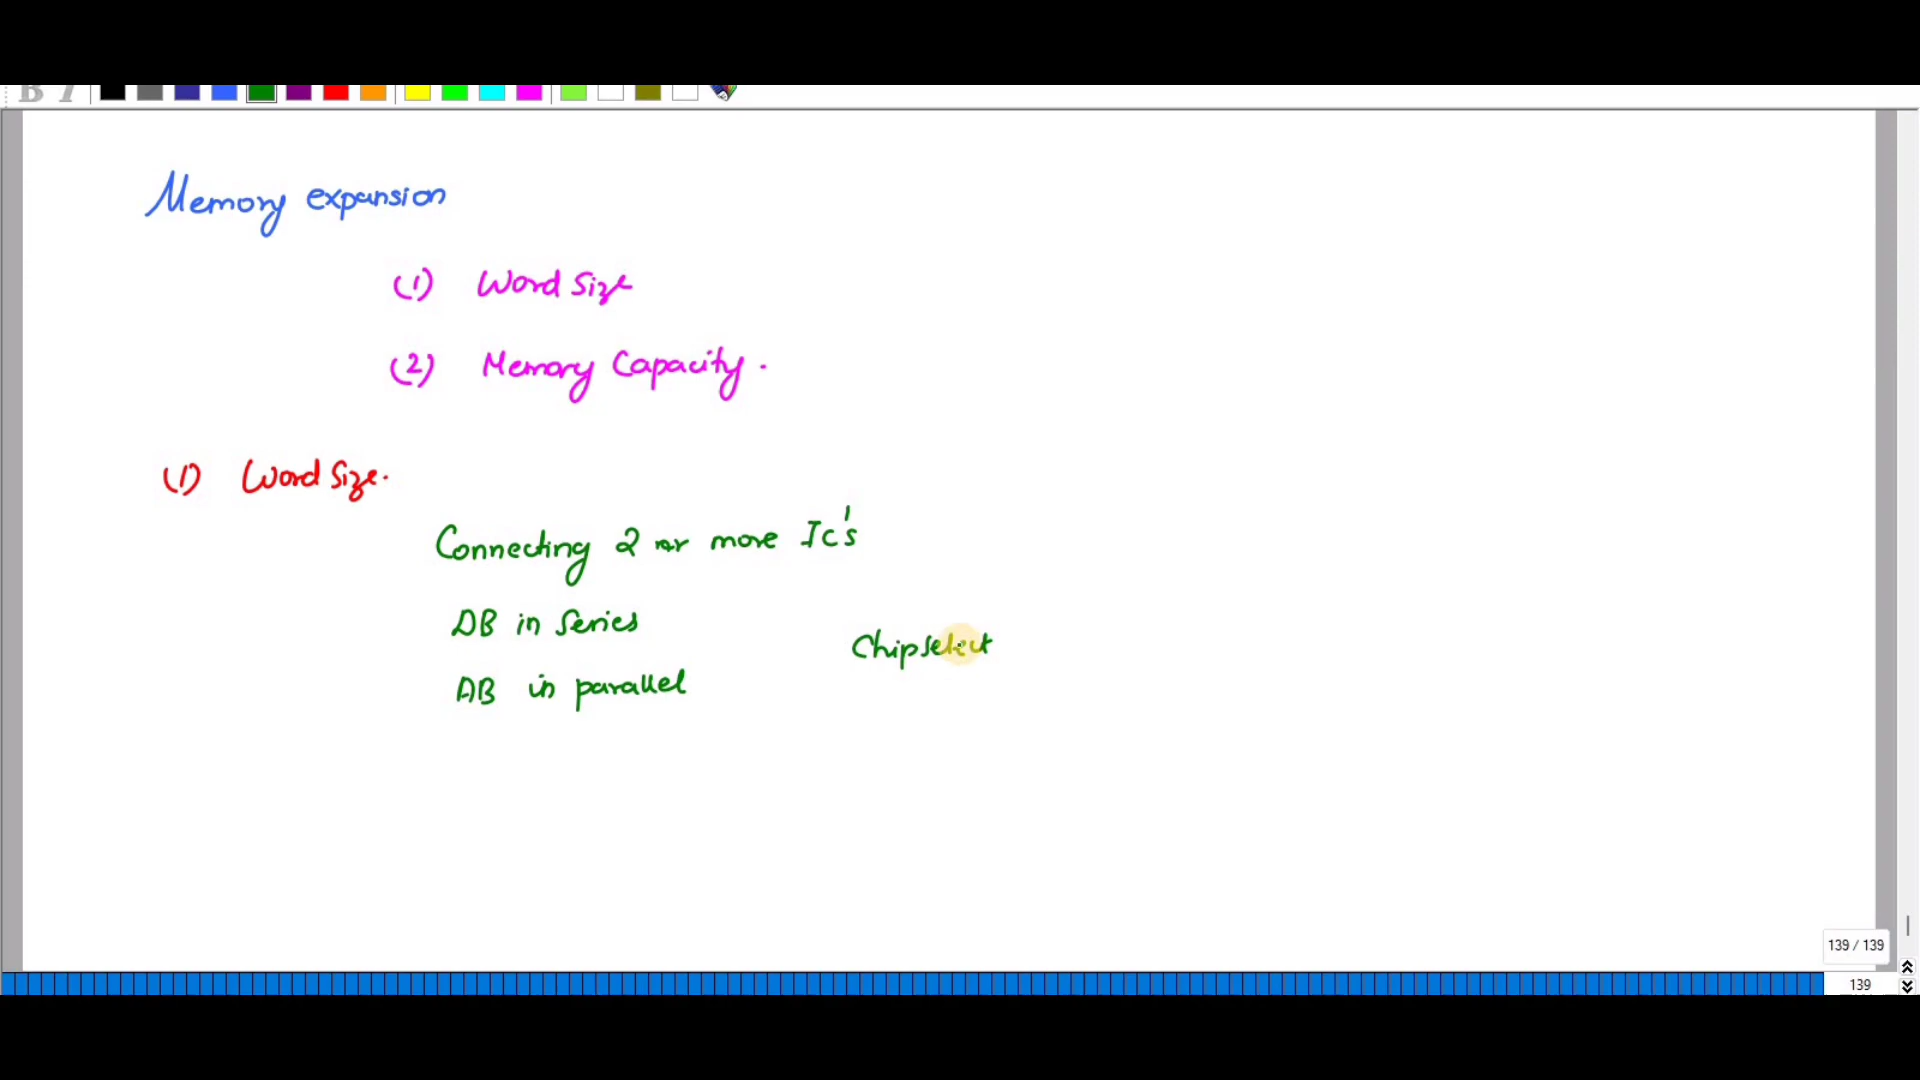 B I
Memory expansion
(1) Word Size
(2) Memory Capacity.
(1) Word Size.
Connecting 2 or more Ic's
DB in Series
Chipselect
AB in parallel
139 / 139
139